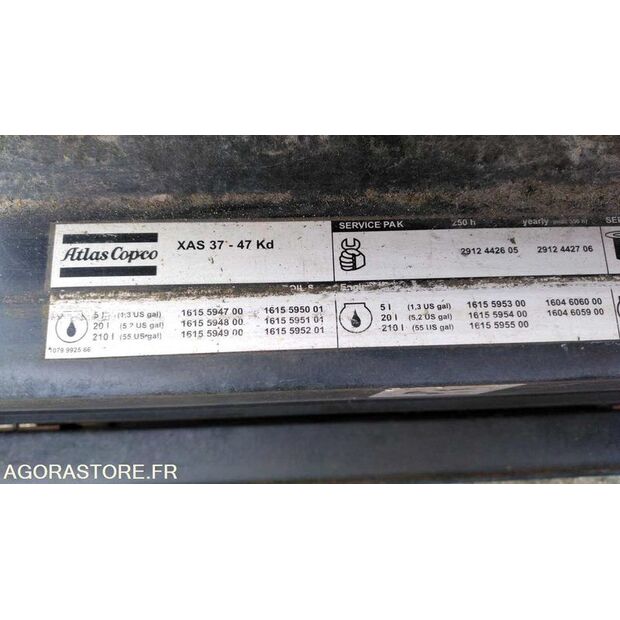 SERVICE PAK 250 h yearly
Atlas Copco XAS 37 - 47 Kd
2912 4426 05 2912 4427 06
5 l (1,3 US gal) 1615 5947 00 1615 5950 01
20 l (5,2 US gal) 1615 5948 00 1615 5951 01
210 l (55 US gal) 1615 5949 00 1615 5952 01
5 l (1,3 US gal) 1615 5953 00 1604 6060 00
20 l (5,2 US gal) 1615 5954 00 1604 6059 00
210 l (55 US gal) 1615 5955 00
1079 9925 66
AGORASTORE.FR